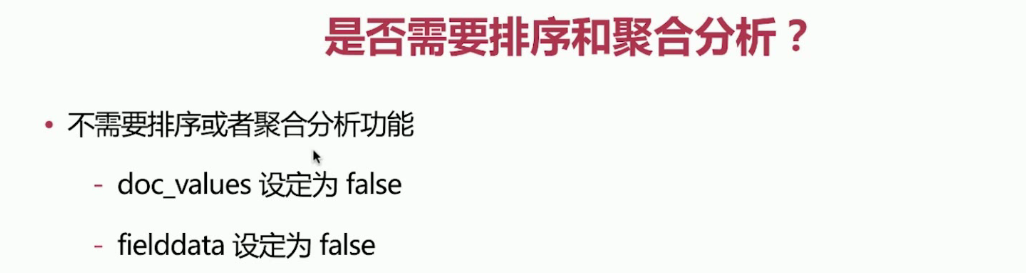 是否需要排序和聚合分析？
• 不需要排序或者聚合分析功能
- doc_values 设定为 false
- fielddata 设定为 false